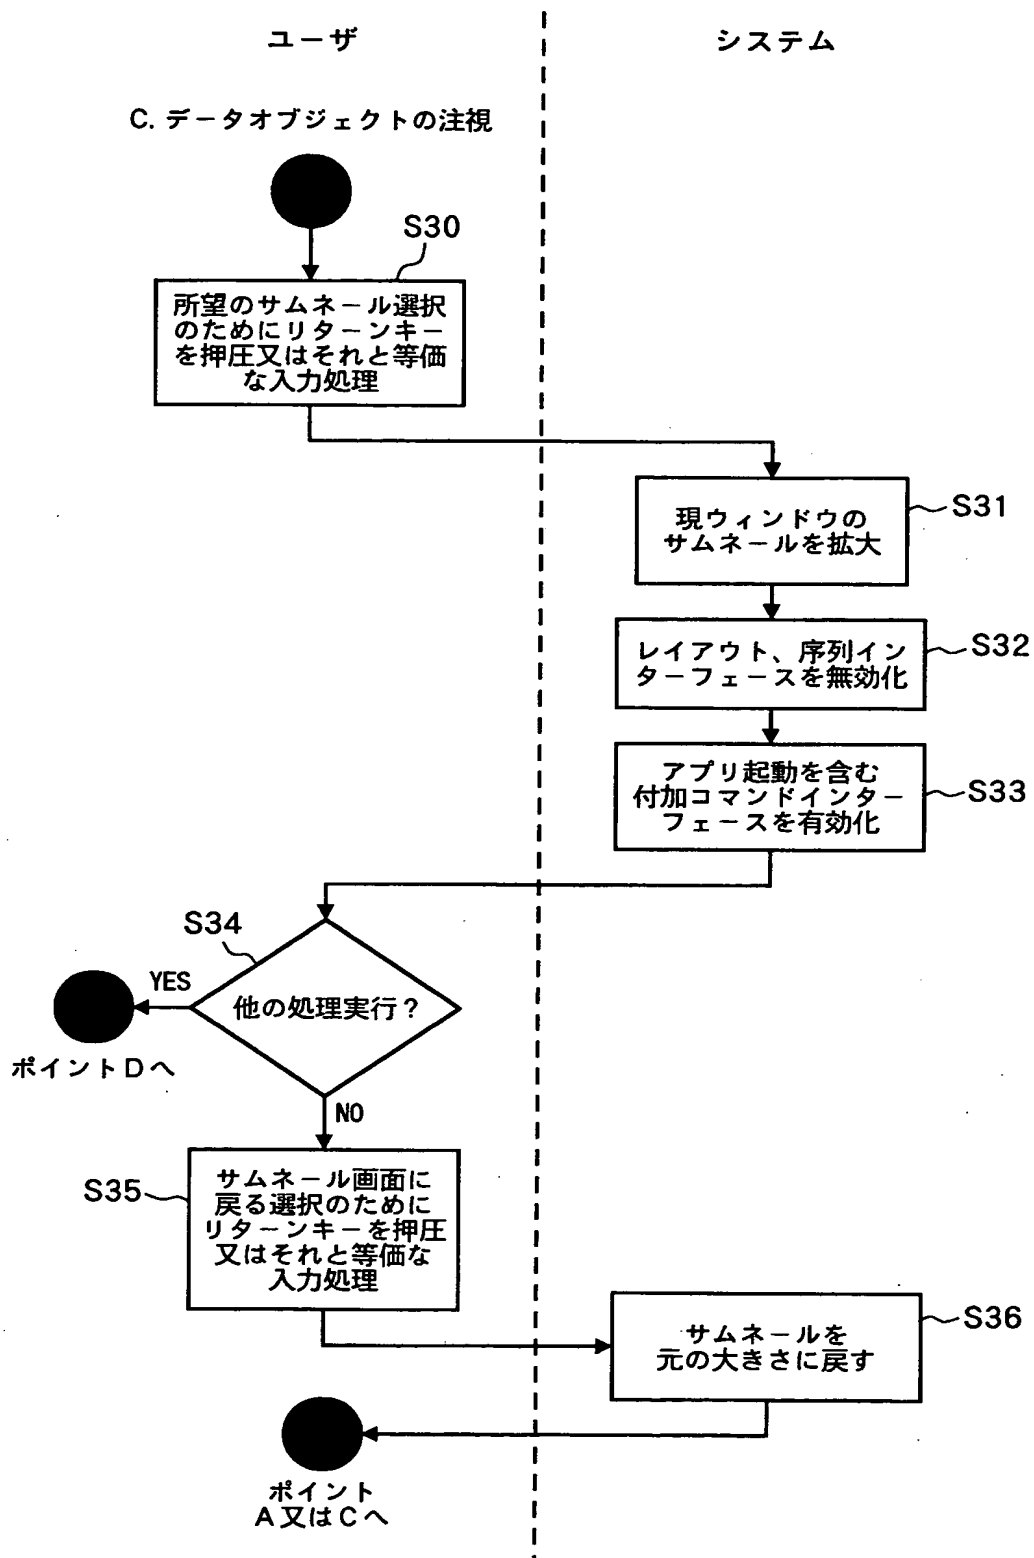 ユーザ
システム
C. データオブジェクトの注視
S30
所望のサムネール選択
のためにリターンキー
を押圧又はそれと等価
な入力処理
S31
現ウィンドウの
サムネールを拡大
S32
レイアウト、序列イン
ターフェースを無効化
S33
アプリ起動を含む
付加コマンドインター
フェースを有効化
S34
YES
他の処理実行？
ポイントDへ
NO
S35
サムネール画面に
戻る選択のために
リターンキーを押圧
又はそれと等価な
入力処理
S36
サムネールを
元の大きさに戻す
ポイント
A又はCへ